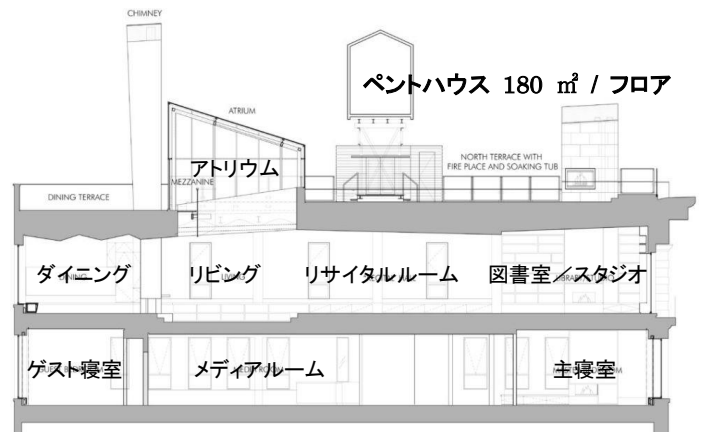 CHIMNEY
ペントハウス 180 ㎡ / フロア
ATRIUM
アトリウム
MEZZANINE
NORTH TERRACE WITH
FIRE PLACE AND SOAKING TUB
DINING TERRACE
ダイニング
リビング
リサイタルルーム
図書室／スタジオ
ゲスト寝室
メディアルーム
主寝室